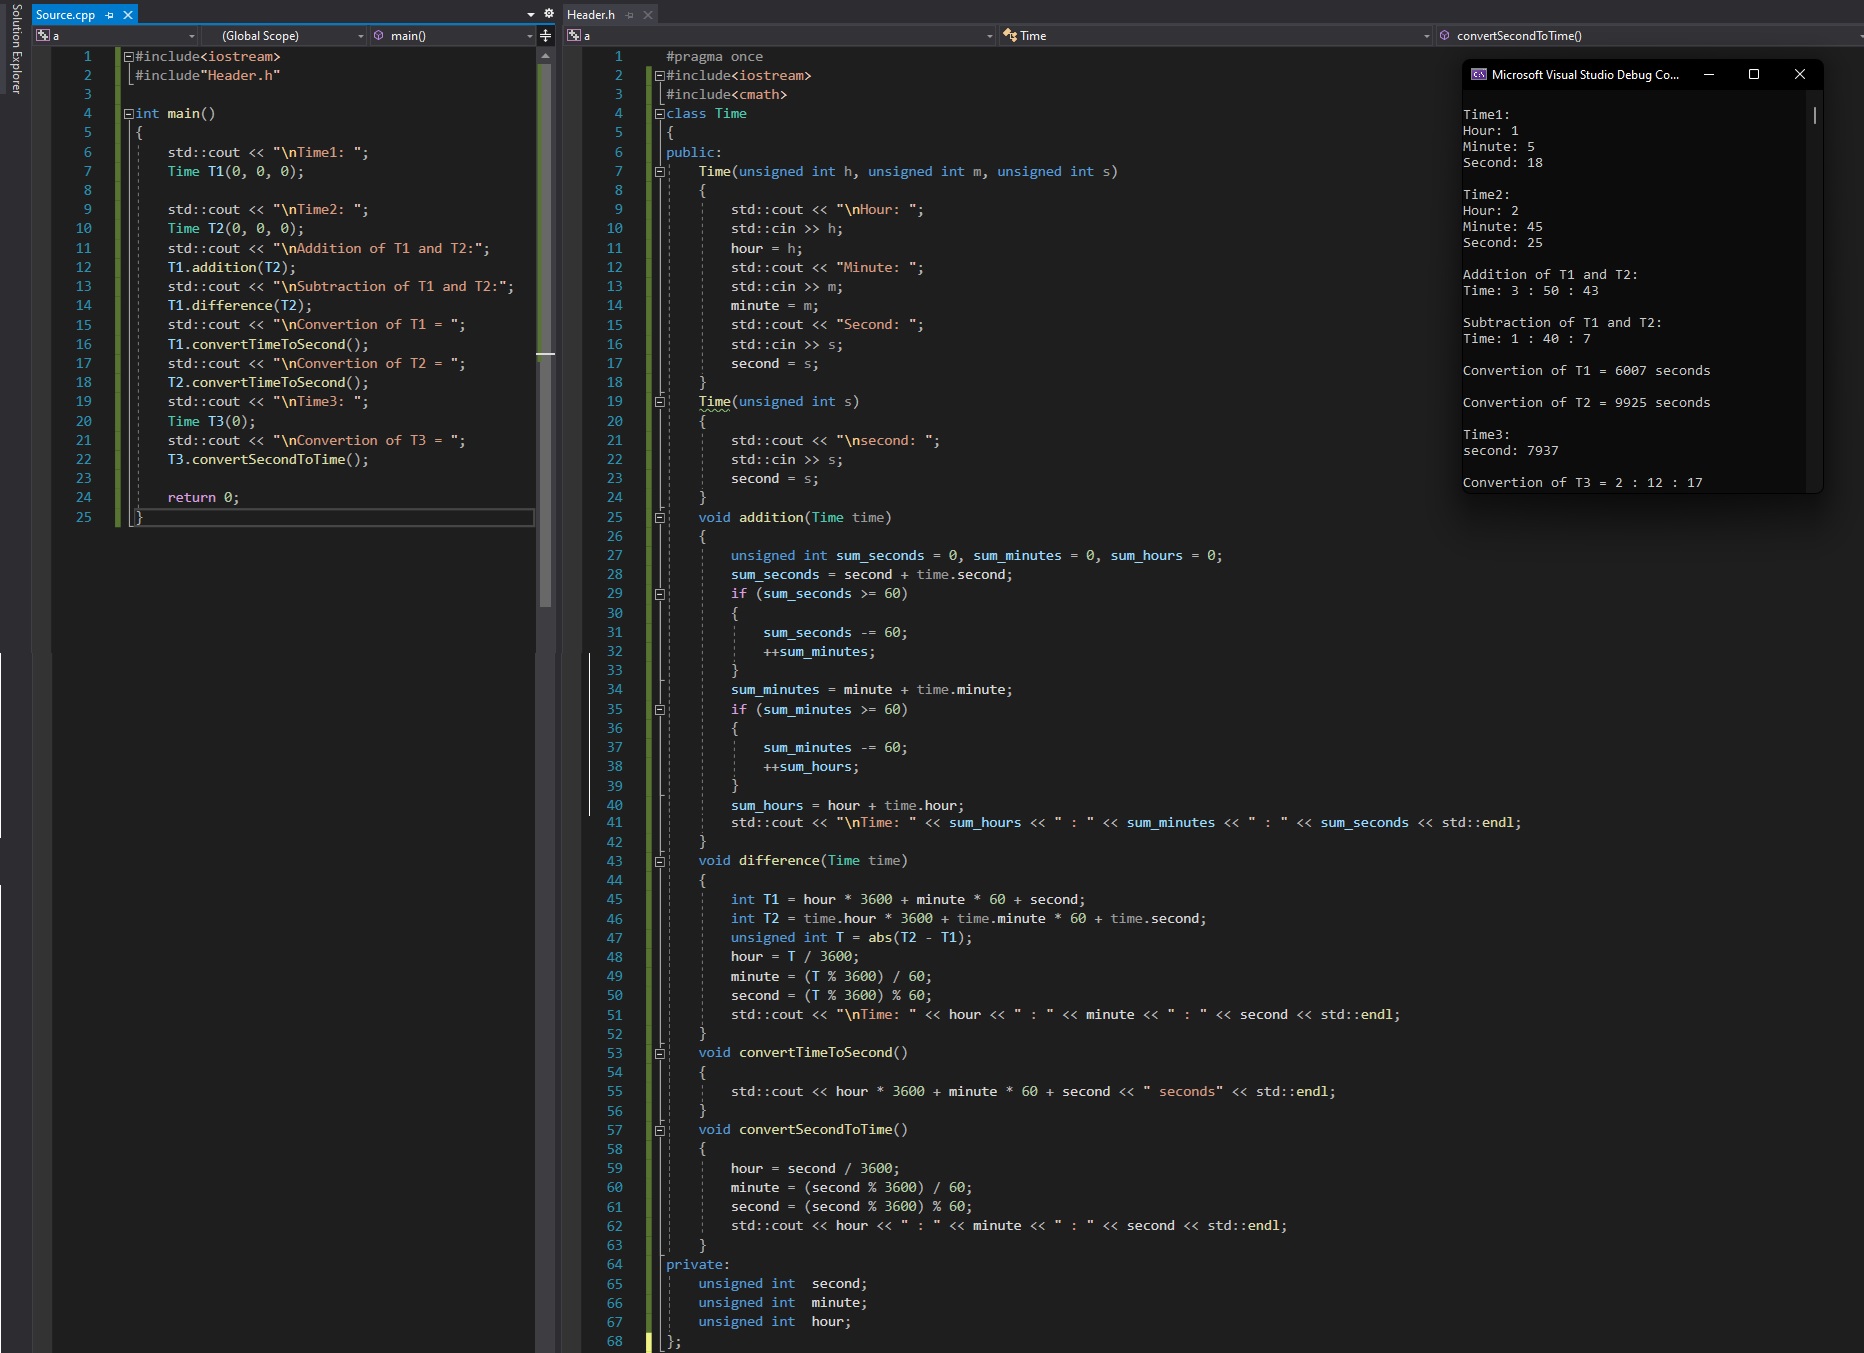 Solution Explorer
Source.cpp
a
(Global Scope)
main()
1 #include<iostream>
2 #include"Header.h"
3
4 int main()
5 {
6 std::cout << "\nTime1: ";
7 Time T1(0, 0, 0);
8
9 std::cout << "\nTime2: ";
10 Time T2(0, 0, 0);
11 std::cout << "\nAddition of T1 and T2:";
12 T1.addition(T2);
13 std::cout << "\nSubtraction of T1 and T2:";
14 T1.difference(T2);
15 std::cout << "\nConvertion of T1 = ";
16 T1.convertTimeToSecond();
17 std::cout << "\nConvertion of T2 = ";
18 T2.convertTimeToSecond();
19 std::cout << "\nTime3: ";
20 Time T3(0);
21 std::cout << "\nConvertion of T3 = ";
22 T3.convertSecondToTime();
23
24 return 0;
25 }
Header.h
a
Time
convertSecondToTime()
1 #pragma once
2 #include<iostream>
3 #include<cmath>
4 class Time
5 {
6 public:
7 Time(unsigned int h, unsigned int m, unsigned int s)
8 {
9 std::cout << "\nHour: ";
10 std::cin >> h;
11 hour = h;
12 std::cout << "Minute: ";
13 std::cin >> m;
14 minute = m;
15 std::cout << "Second: ";
16 std::cin >> s;
17 second = s;
18 }
19 Time(unsigned int s)
20 {
21 std::cout << "\nsecond: ";
22 std::cin >> s;
23 second = s;
24 }
25 void addition(Time time)
26 {
27 unsigned int sum_seconds = 0, sum_minutes = 0, sum_hours = 0;
28 sum_seconds = second + time.second;
29 if (sum_seconds >= 60)
30 {
31 sum_seconds -= 60;
32 ++sum_minutes;
33 }
34 sum_minutes = minute + time.minute;
35 if (sum_minutes >= 60)
36 {
37 sum_minutes -= 60;
38 ++sum_hours;
39 }
40 sum_hours = hour + time.hour;
41 std::cout << "\nTime: " << sum_hours << " : " << sum_minutes << " : " << sum_seconds << std::endl;
42 }
43 void difference(Time time)
44 {
45 int T1 = hour * 3600 + minute * 60 + second;
46 int T2 = time.hour * 3600 + time.minute * 60 + time.second;
47 unsigned int T = abs(T2 - T1);
48 hour = T / 3600;
49 minute = (T % 3600) / 60;
50 second = (T % 3600) % 60;
51 std::cout << "\nTime: " << hour << " : " << minute << " : " << second << std::endl;
52 }
53 void convertTimeToSecond()
54 {
55 std::cout << hour * 3600 + minute * 60 + second << " seconds" << std::endl;
56 }
57 void convertSecondToTime()
58 {
59 hour = second / 3600;
60 minute = (second % 3600) / 60;
61 second = (second % 3600) % 60;
62 std::cout << hour << " : " << minute << " : " << second << std::endl;
63 }
64 private:
65 unsigned int  second;
66 unsigned int  minute;
67 unsigned int  hour;
68 };
Microsoft Visual Studio Debug Co...
Time1:
Hour: 1
Minute: 5
Second: 18
Time2:
Hour: 2
Minute: 45
Second: 25
Addition of T1 and T2:
Time: 3 : 50 : 43
Subtraction of T1 and T2:
Time: 1 : 40 : 7
Convertion of T1 = 6007 seconds
Convertion of T2 = 9925 seconds
Time3:
second: 7937
Convertion of T3 = 2 : 12 : 17